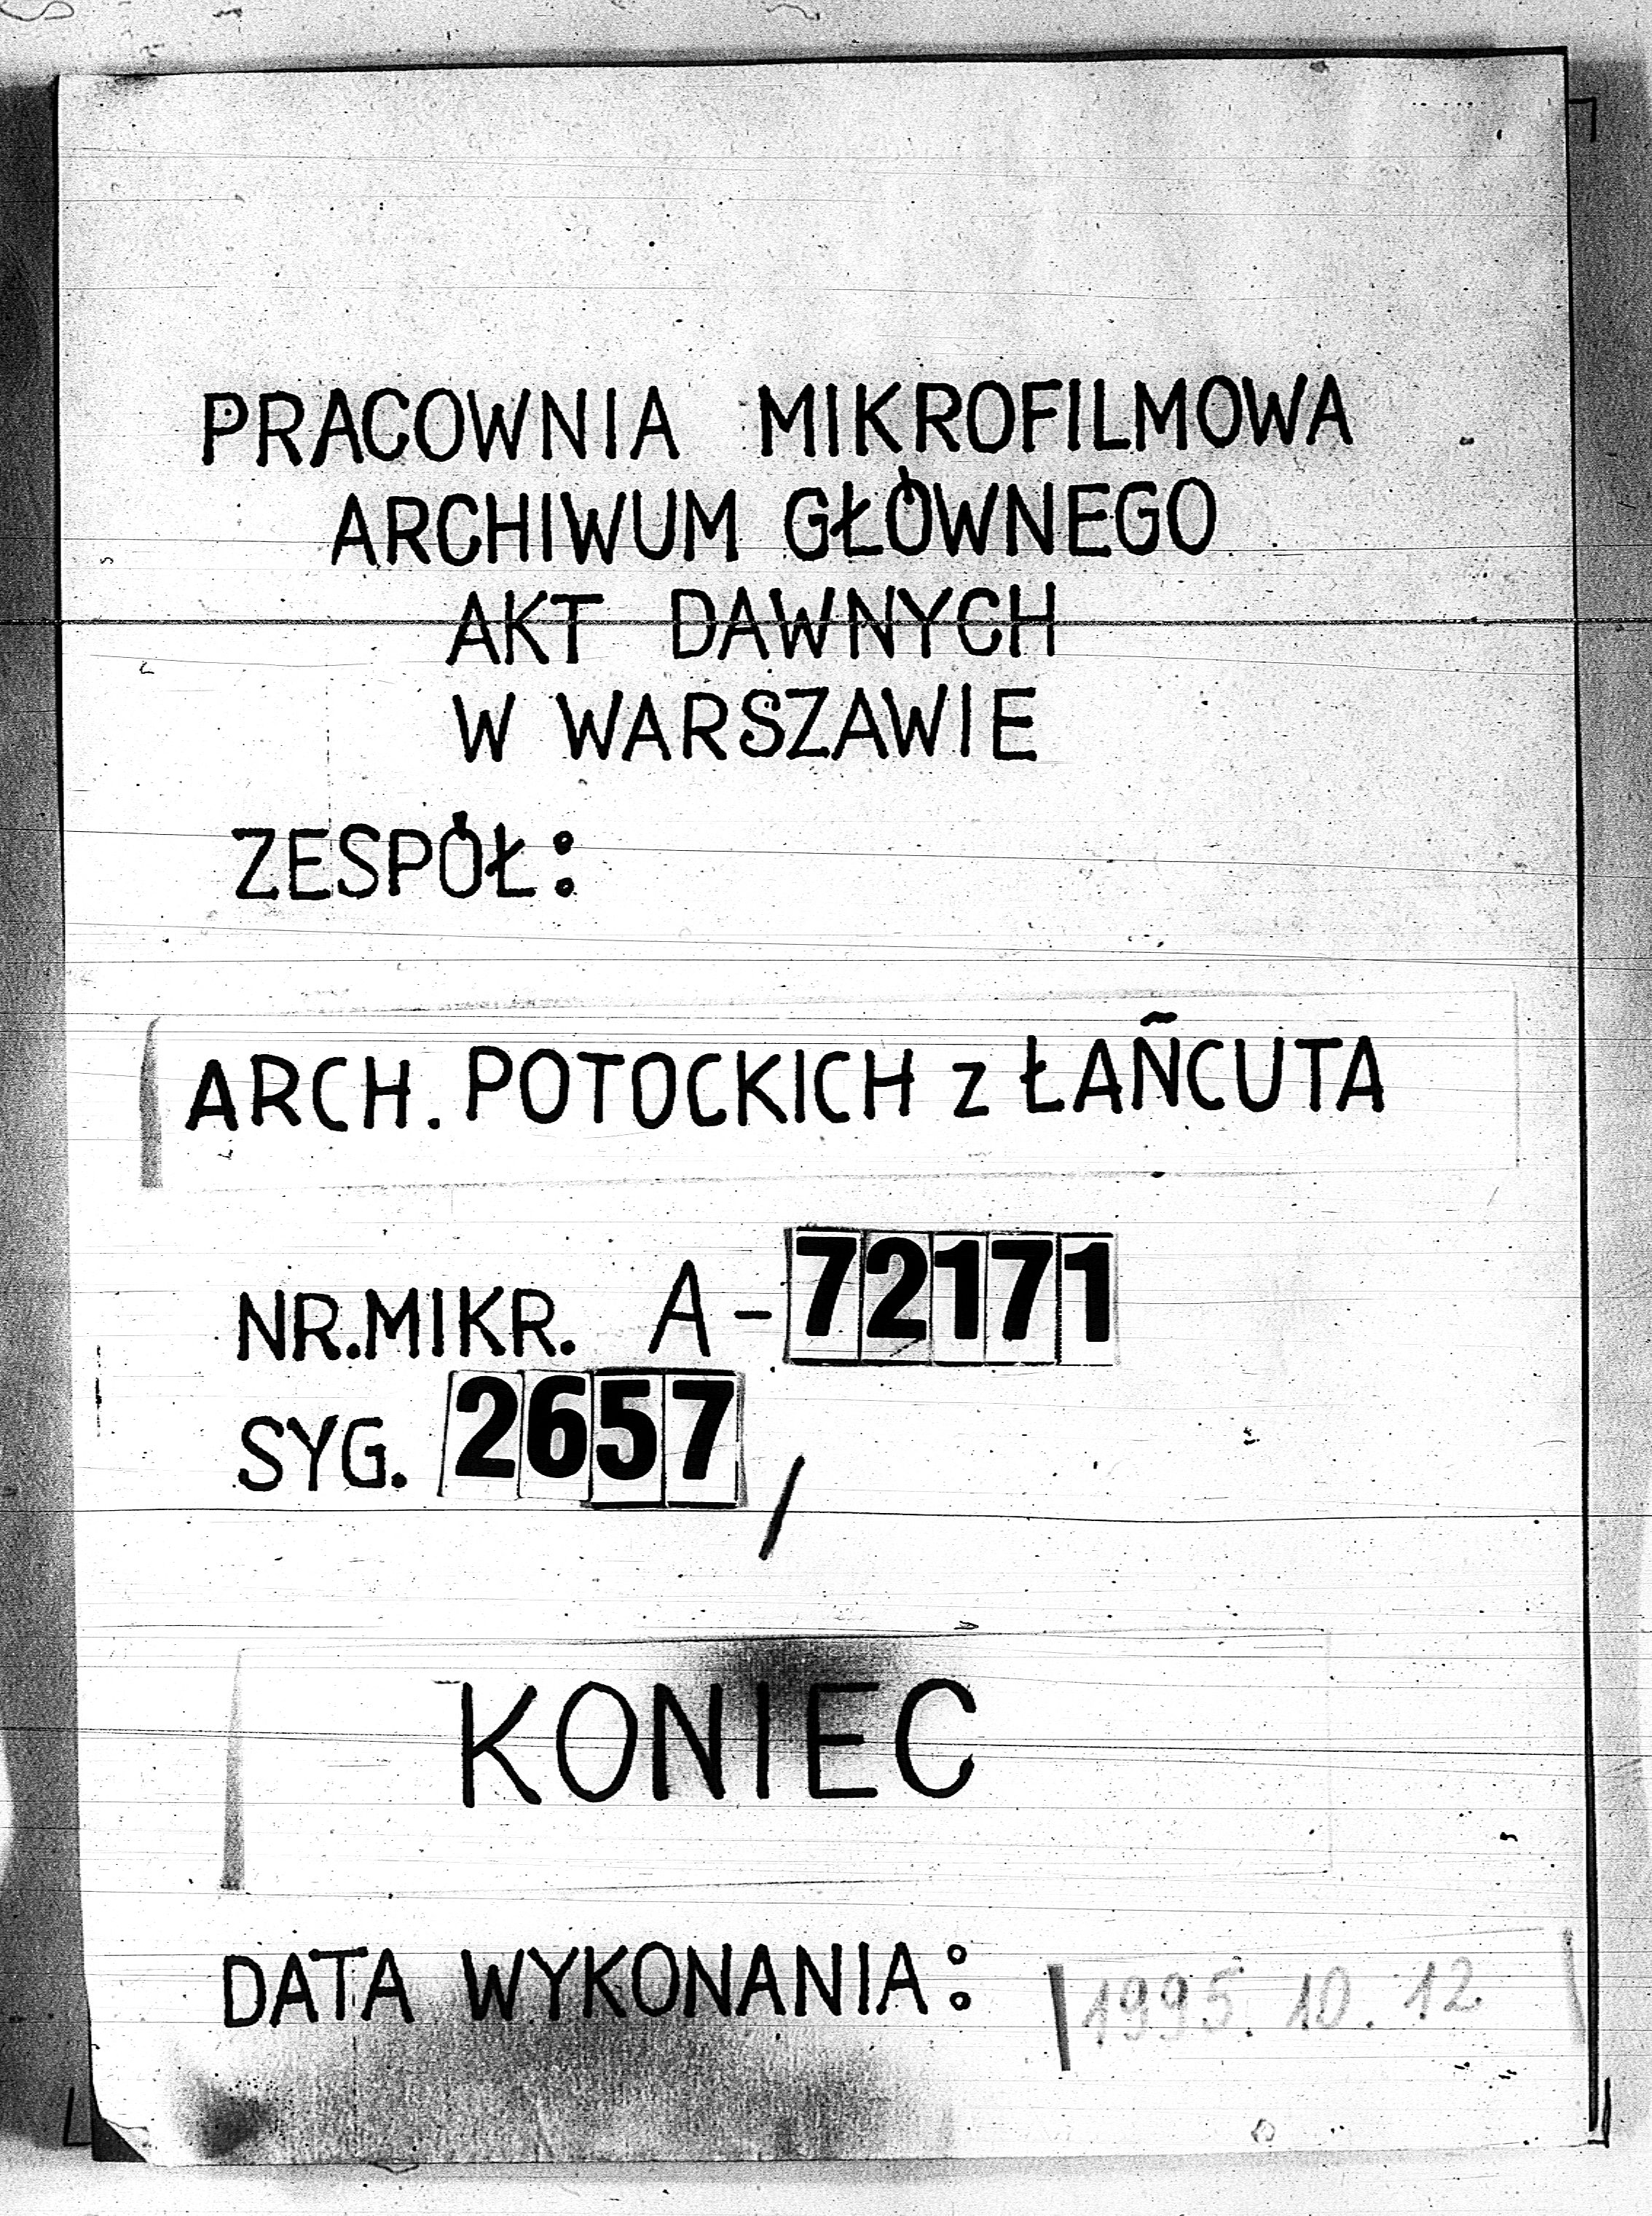 PRACOWNIA MIKROFILMOWA
ARCHIWUM GŁÓWNEGO
AKT DAWNYCH
W WARSZAWIE
ZESPÓŁ:
ARCH. POTOCKICH z ŁAŃCUTA
NR.MIKR. A-72171
SYG. 2657/
KONIEC
DATA WYKONANIA: 1995.10.12